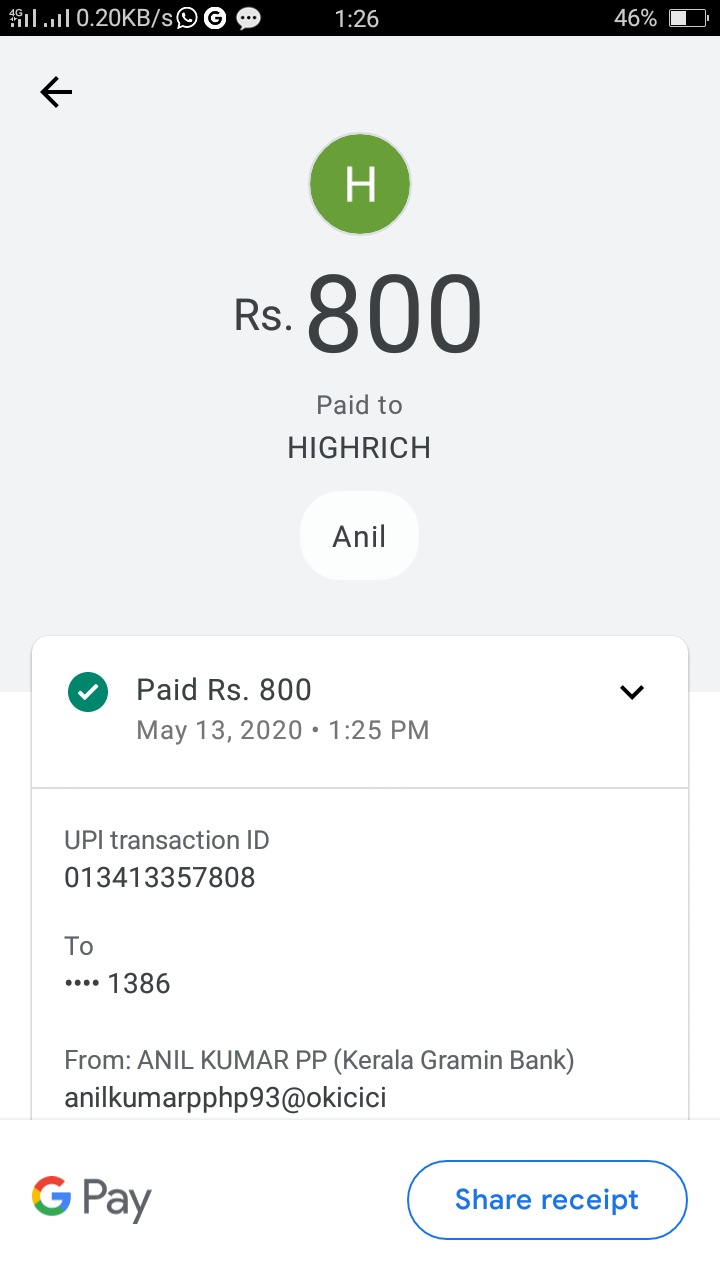 4G 0.20KB/s 1:26 46%
H
Rs. 800
Paid to
HIGHRICH
Anil
Paid Rs. 800
May 13, 2020 • 1:25 PM
UPI transaction ID
013413357808
To
•••• 1386
From: ANIL KUMAR PP (Kerala Gramin Bank)
anilkumarpphp93@okicici
G Pay Share receipt